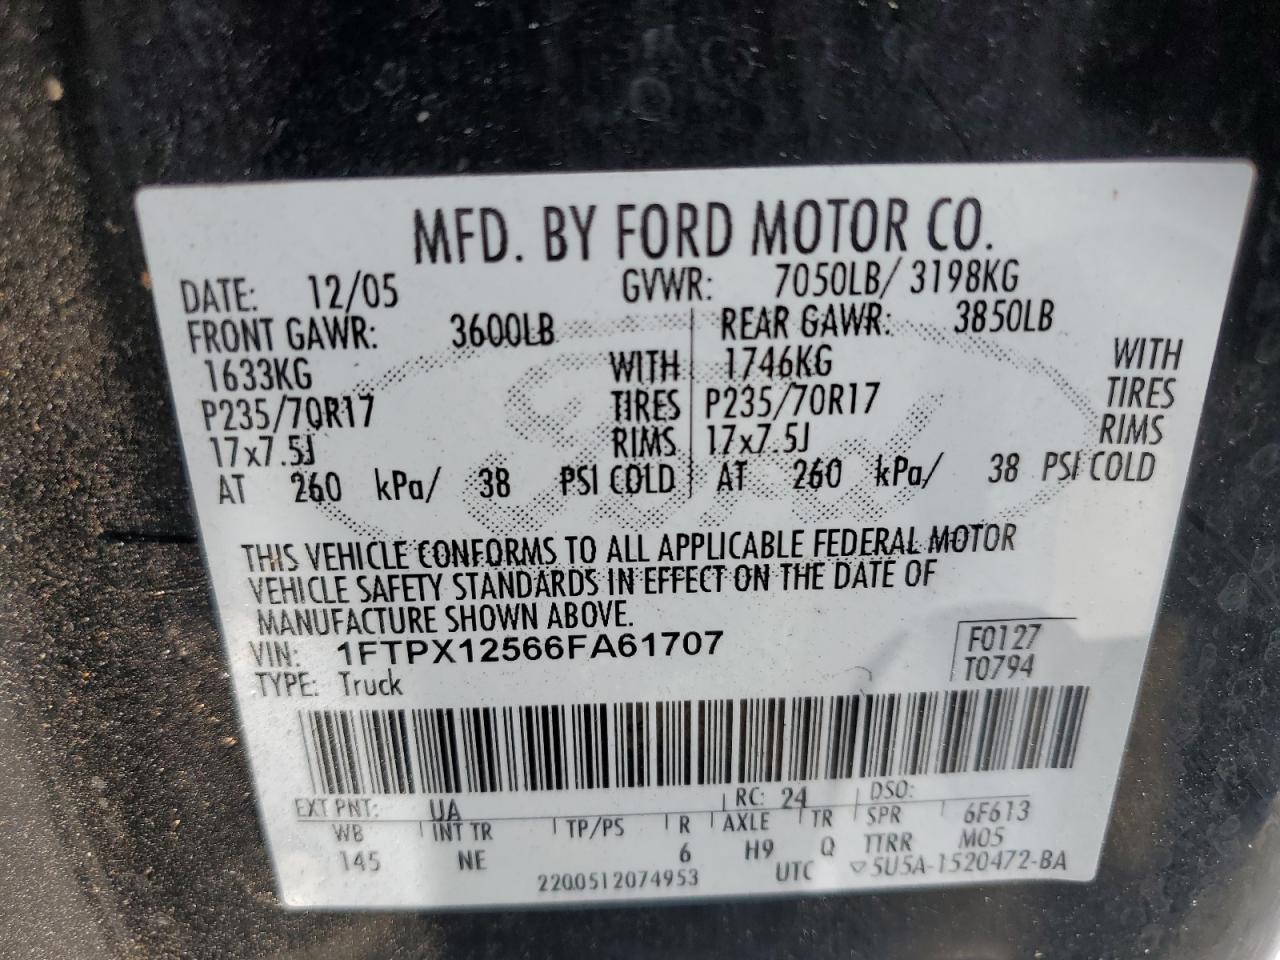 MFD. BY FORD MOTOR CO.
DATE: 12/05 GVWR: 7050LB/ 3198KG
FRONT GAWR: 3600LB REAR GAWR: 3850LB
1633KG WITH 1746KG WITH
P235/70R17 TIRES P235/70R17 TIRES
17x7.5J RIMS 17x7.5J RIMS
AT 260 kPa/ 38 PSI COLD AT 260 kPa/ 38 PSI COLD
THIS VEHICLE CONFORMS TO ALL APPLICABLE FEDERAL MOTOR
VEHICLE SAFETY STANDARDS IN EFFECT ON THE DATE OF
MANUFACTURE SHOWN ABOVE.
VIN: 1FTPX12566FA61707 F0127
TYPE: Truck T0794
EXT PNT: UA RC: 24 DSO:
WB INT TR TP/PS R AXLE TR SPR 6F613
145 NE 6 H9 Q TTRR M05
22Q0512074953 UTC ▽5U5A-1520472-BA